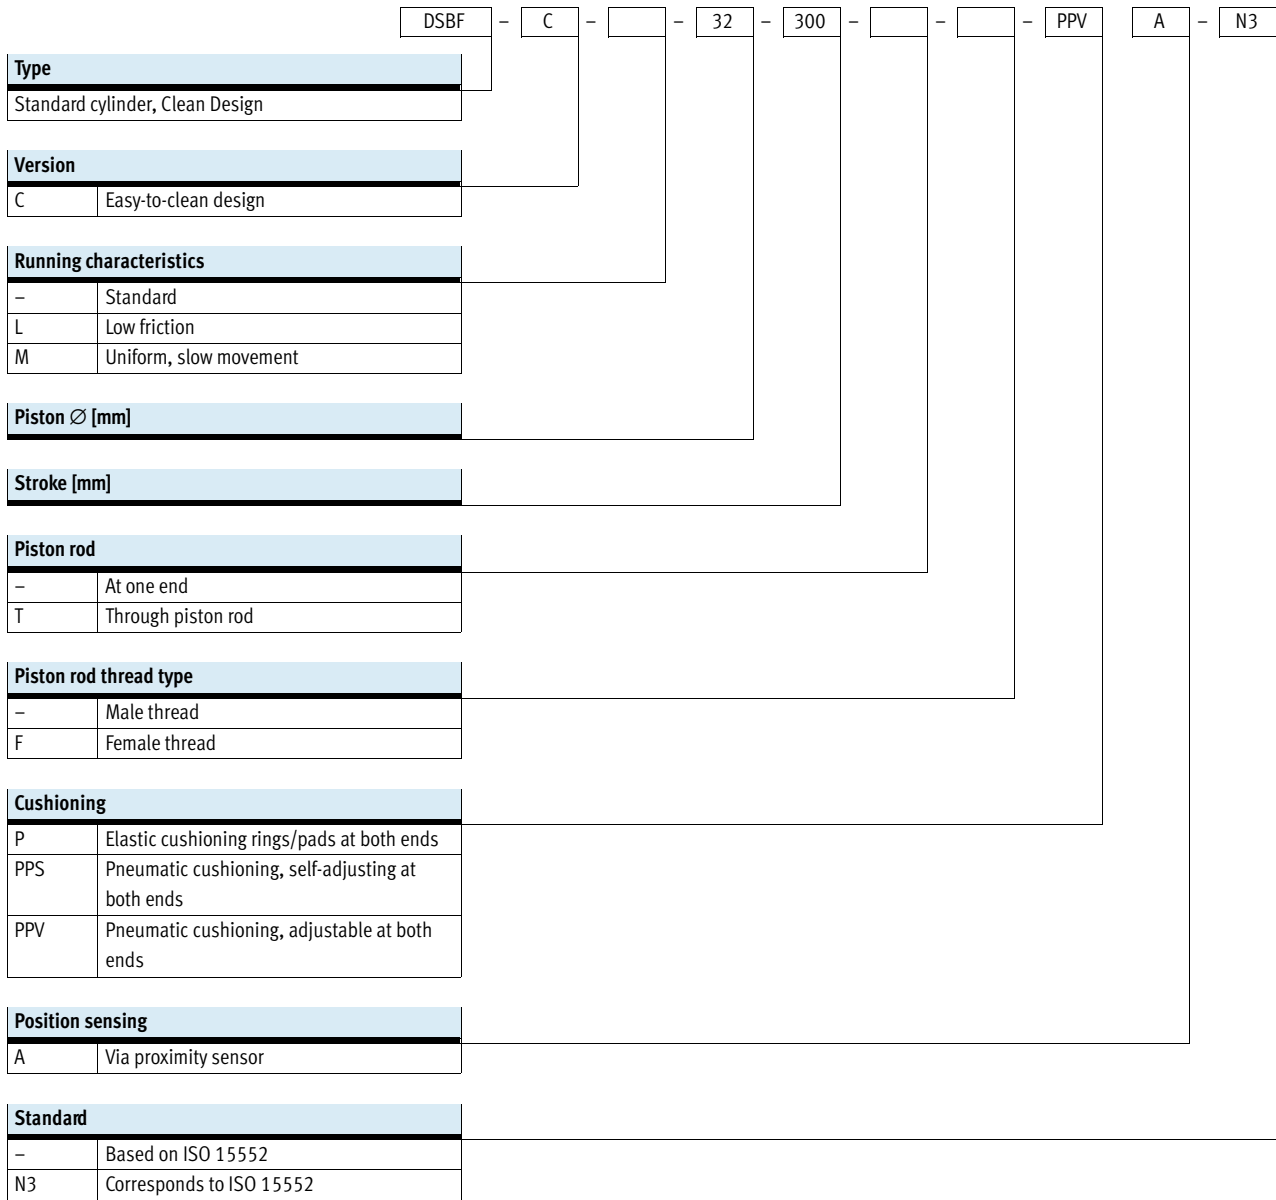 DSBF – C – – 32 – 300 – – – PPV A – N3
Type
Standard cylinder, Clean Design
Version
C Easy-to-clean design
Running characteristics
– Standard
L Low friction
M Uniform, slow movement
Piston ∅ [mm]
Stroke [mm]
Piston rod
– At one end
T Through piston rod
Piston rod thread type
– Male thread
F Female thread
Cushioning
P Elastic cushioning rings/pads at both ends
PPS Pneumatic cushioning, self-adjusting at
both ends
PPV Pneumatic cushioning, adjustable at both
ends
Position sensing
A Via proximity sensor
Standard
– Based on ISO 15552
N3 Corresponds to ISO 15552